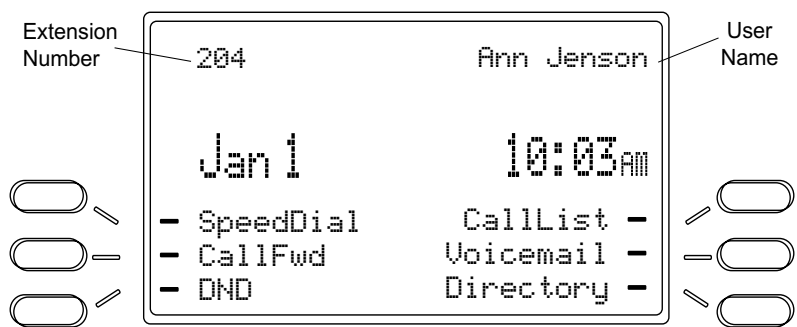 Extension Number
204
Ann Jenson
User Name
Jan 1
10:03AM
SpeedDial
CallList
CallFwd
Voicemail
DND
Directory